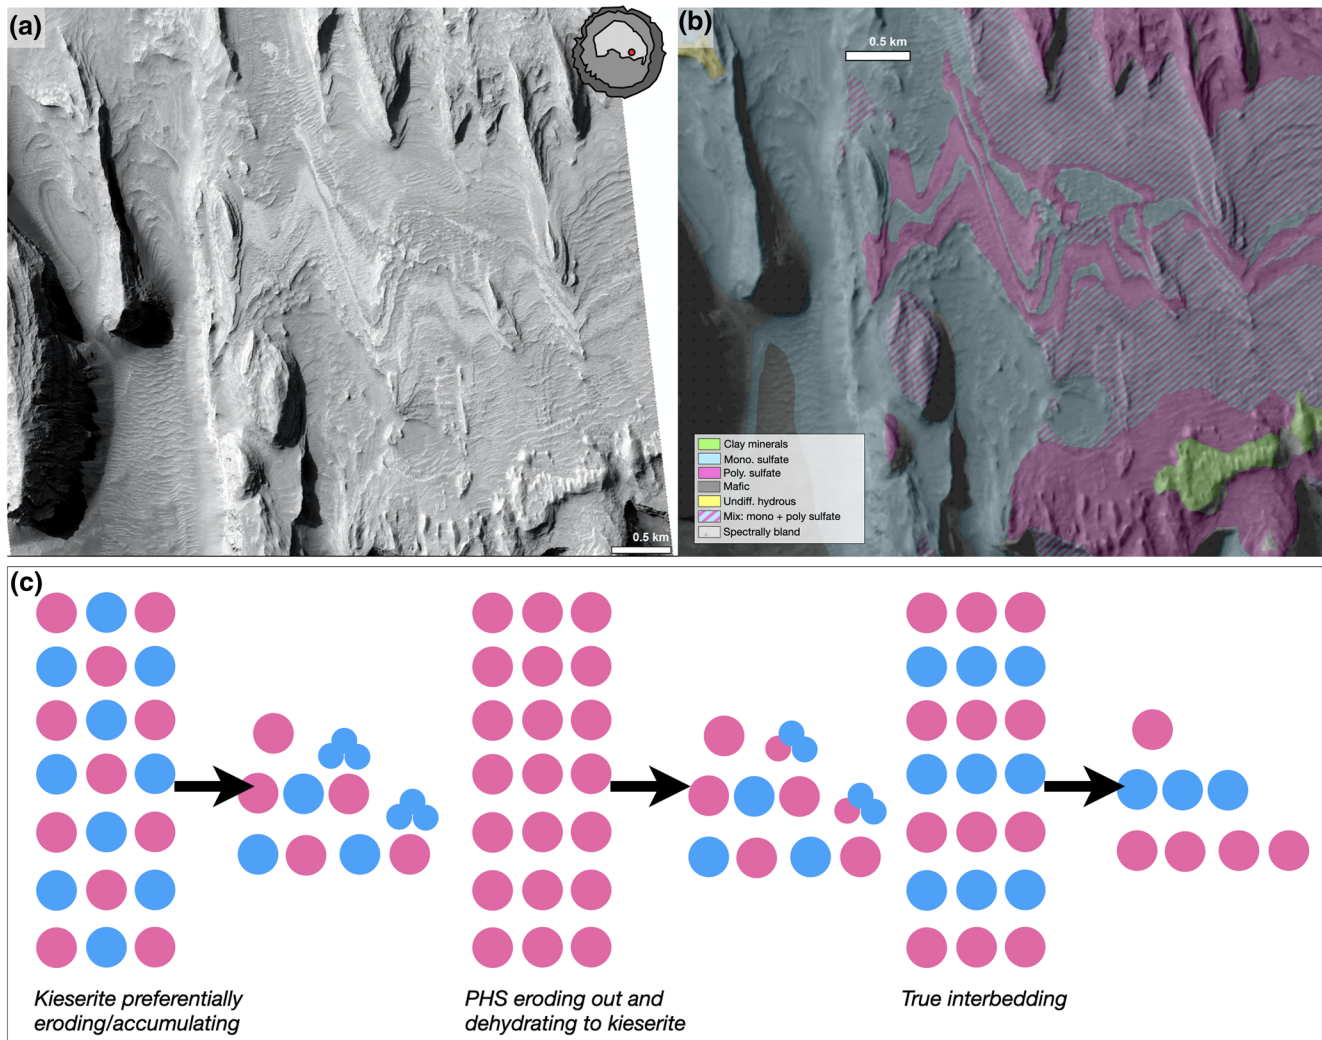 (a)
0.5 km
(b)
0.5 km
Clay minerals
Mono. sulfate
Poly. sulfate
Mafic
Undiff. hydrous
Mix: mono + poly sulfate
Spectrally bland
(c)
Kieserite preferentially
eroding/accumulating
PHS eroding out and
dehydrating to kieserite
True interbedding